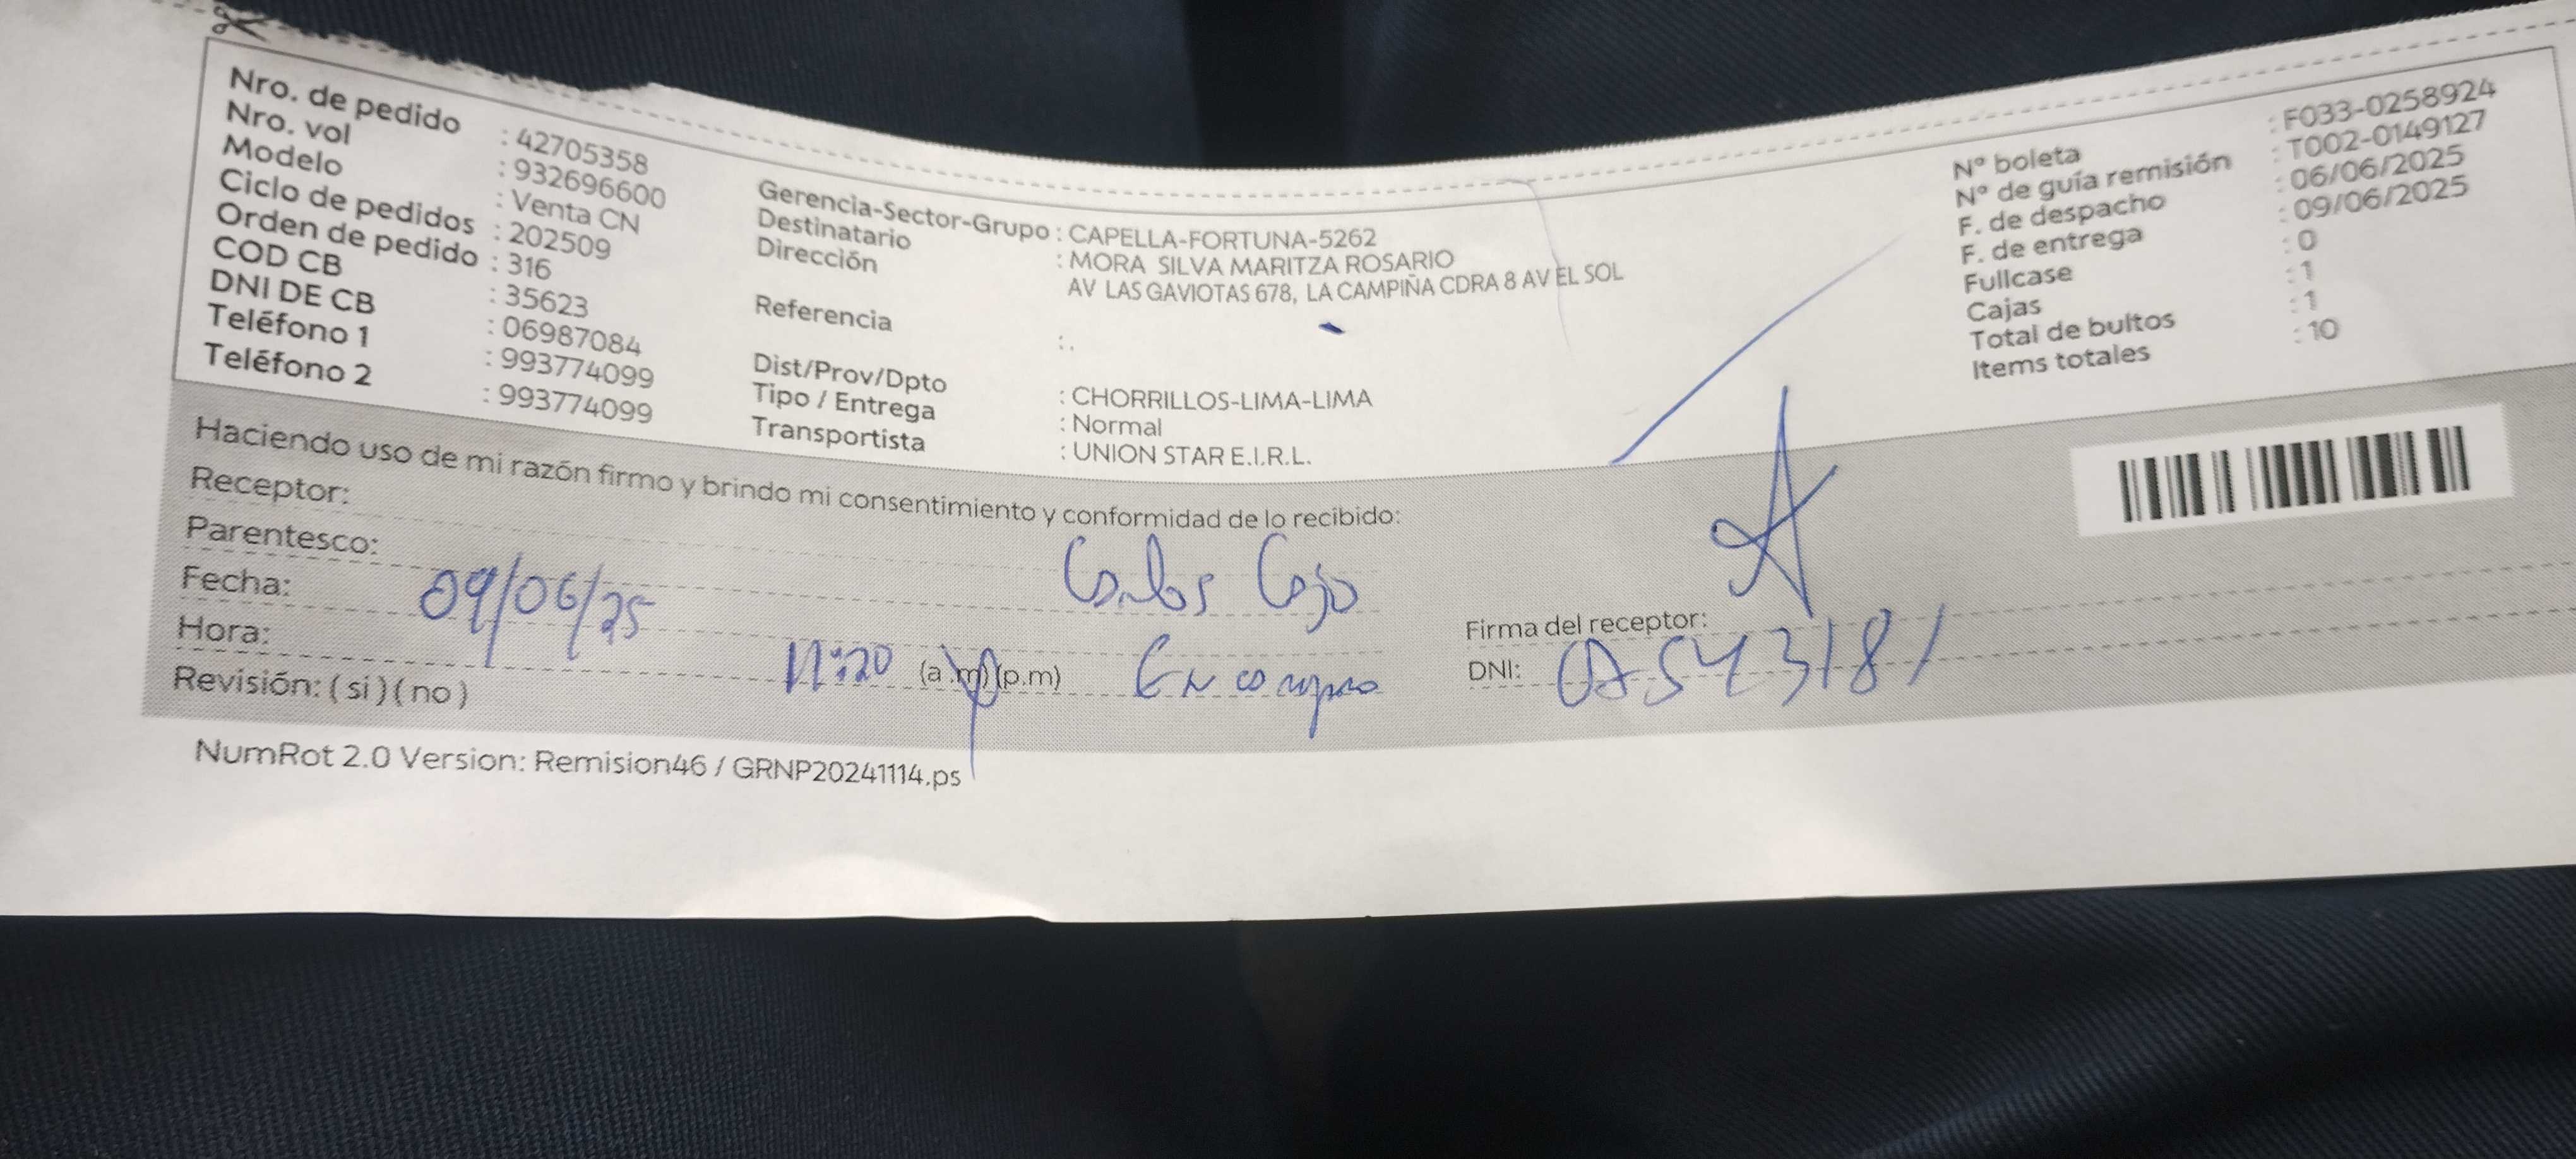 Nro. de pedido : 42705358
Nro. vol : 932696600
Modelo : Venta CN
Ciclo de pedidos : 202509
Orden de pedido : 316
COD CB : 35623
DNI DE CB : 06987084
Teléfono 1 : 993774099
Teléfono 2 : 993774099
Gerencia-Sector-Grupo : CAPELLA-FORTUNA-5262
Destinatario : MORA SILVA MARITZA ROSARIO
Dirección AV LAS GAVIOTAS 678, LA CAMPIÑA CDRA 8 AV EL SOL
Referencia : .
Dist/Prov/Dpto : CHORRILLOS-LIMA-LIMA
Tipo / Entrega : Normal
Transportista : UNION STAR E.I.R.L.
N° boleta : F033-0258924
N° de guía remisión : T002-0149127
F. de despacho : 06/06/2025
F. de entrega : 09/06/2025
Fullcase : 0
Cajas : 1
Total de bultos : 1
Items totales : 10
Haciendo uso de mi razón firmo y brindo mi consentimiento y conformidad de lo recibido:
Receptor: Carlos
Parentesco:
Fecha: 09/06/25
Hora: 11:20 (a.m) (p.m)
Revisión: ( si ) ( no )
Firma del receptor:
DNI:
NumRot 2.0 Version: Remision46 / GRNP20241114.ps